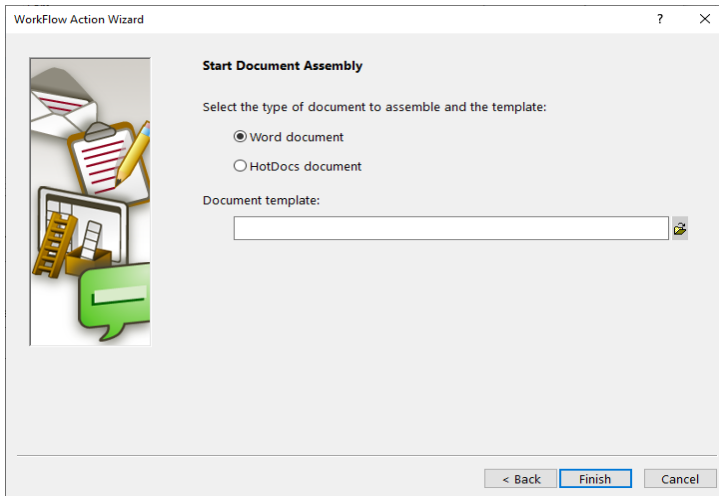 WorkFlow Action Wizard
?
Start Document Assembly
Select the type of document to assemble and the template:
Word document
HotDocs document
Document template:
< Back Finish Cancel